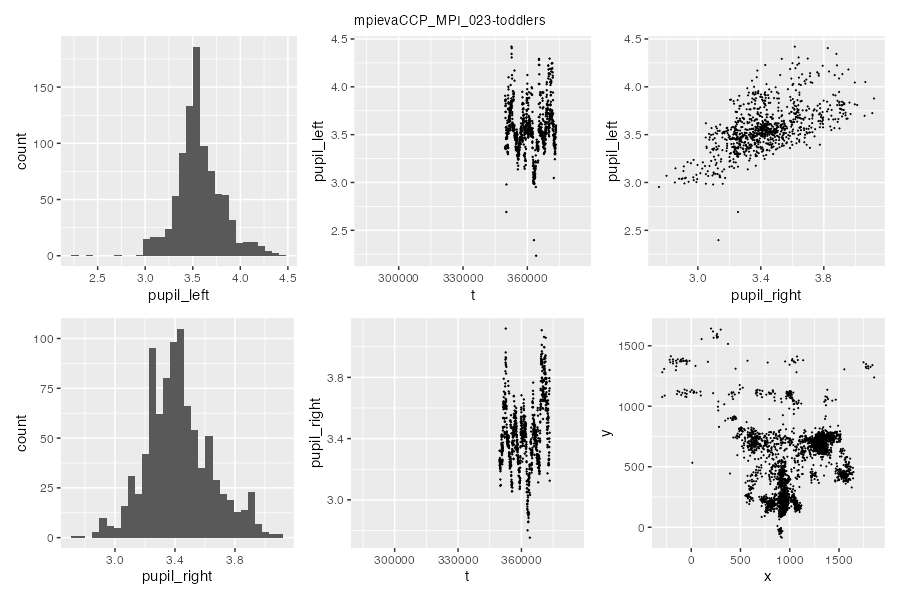 mpievaCCP_MPI_023-toddlers
count
150
100
50
0
2.5 3.0 3.5 4.0 4.5
pupil_left
pupil_left
4.5
4.0
3.5
3.0
2.5
300000 330000 360000
t
pupil_left
4.5
4.0
3.5
3.0
2.5
3.0 3.4 3.8
pupil_right
count
100
75
50
25
0
3.0 3.4 3.8
pupil_right
pupil_right
3.8
3.4
3.0
300000 330000 360000
t
y
1500
1000
500
0
0 500 1000 1500
x